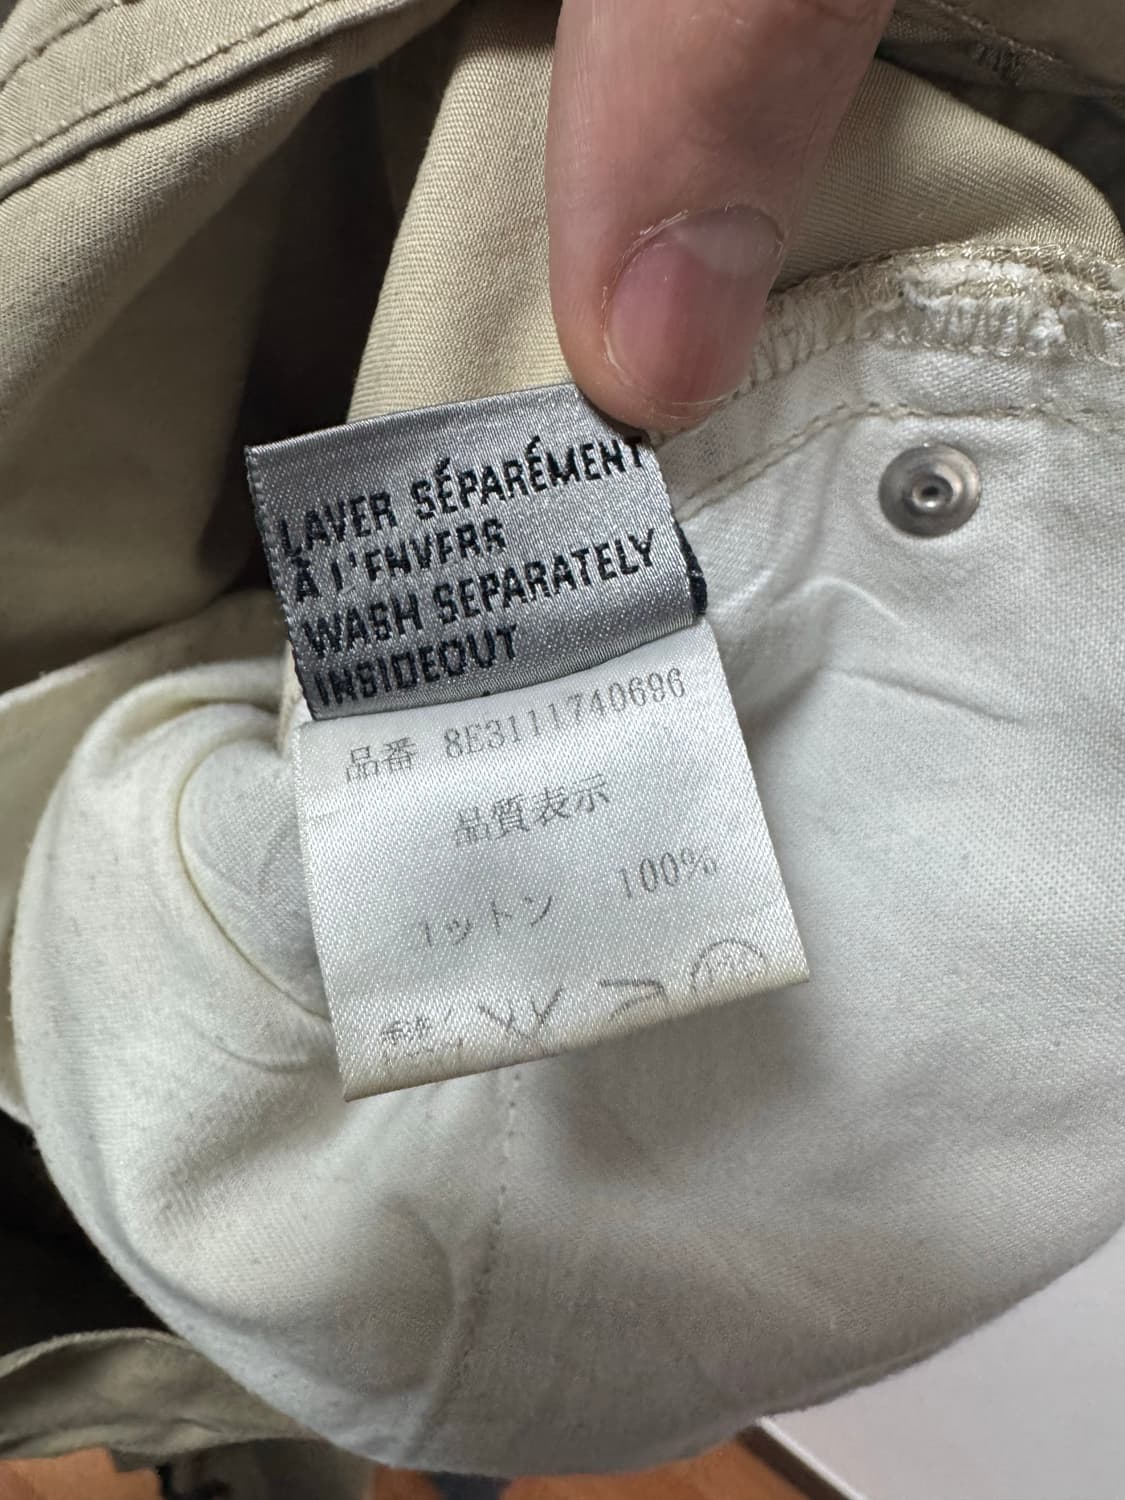 LAVER SÉPARÉMENT
À L'ENVERS
WASH SEPARATELY
INSIDEOUT
品番 8E3111740696
品質表示
コットン 100%